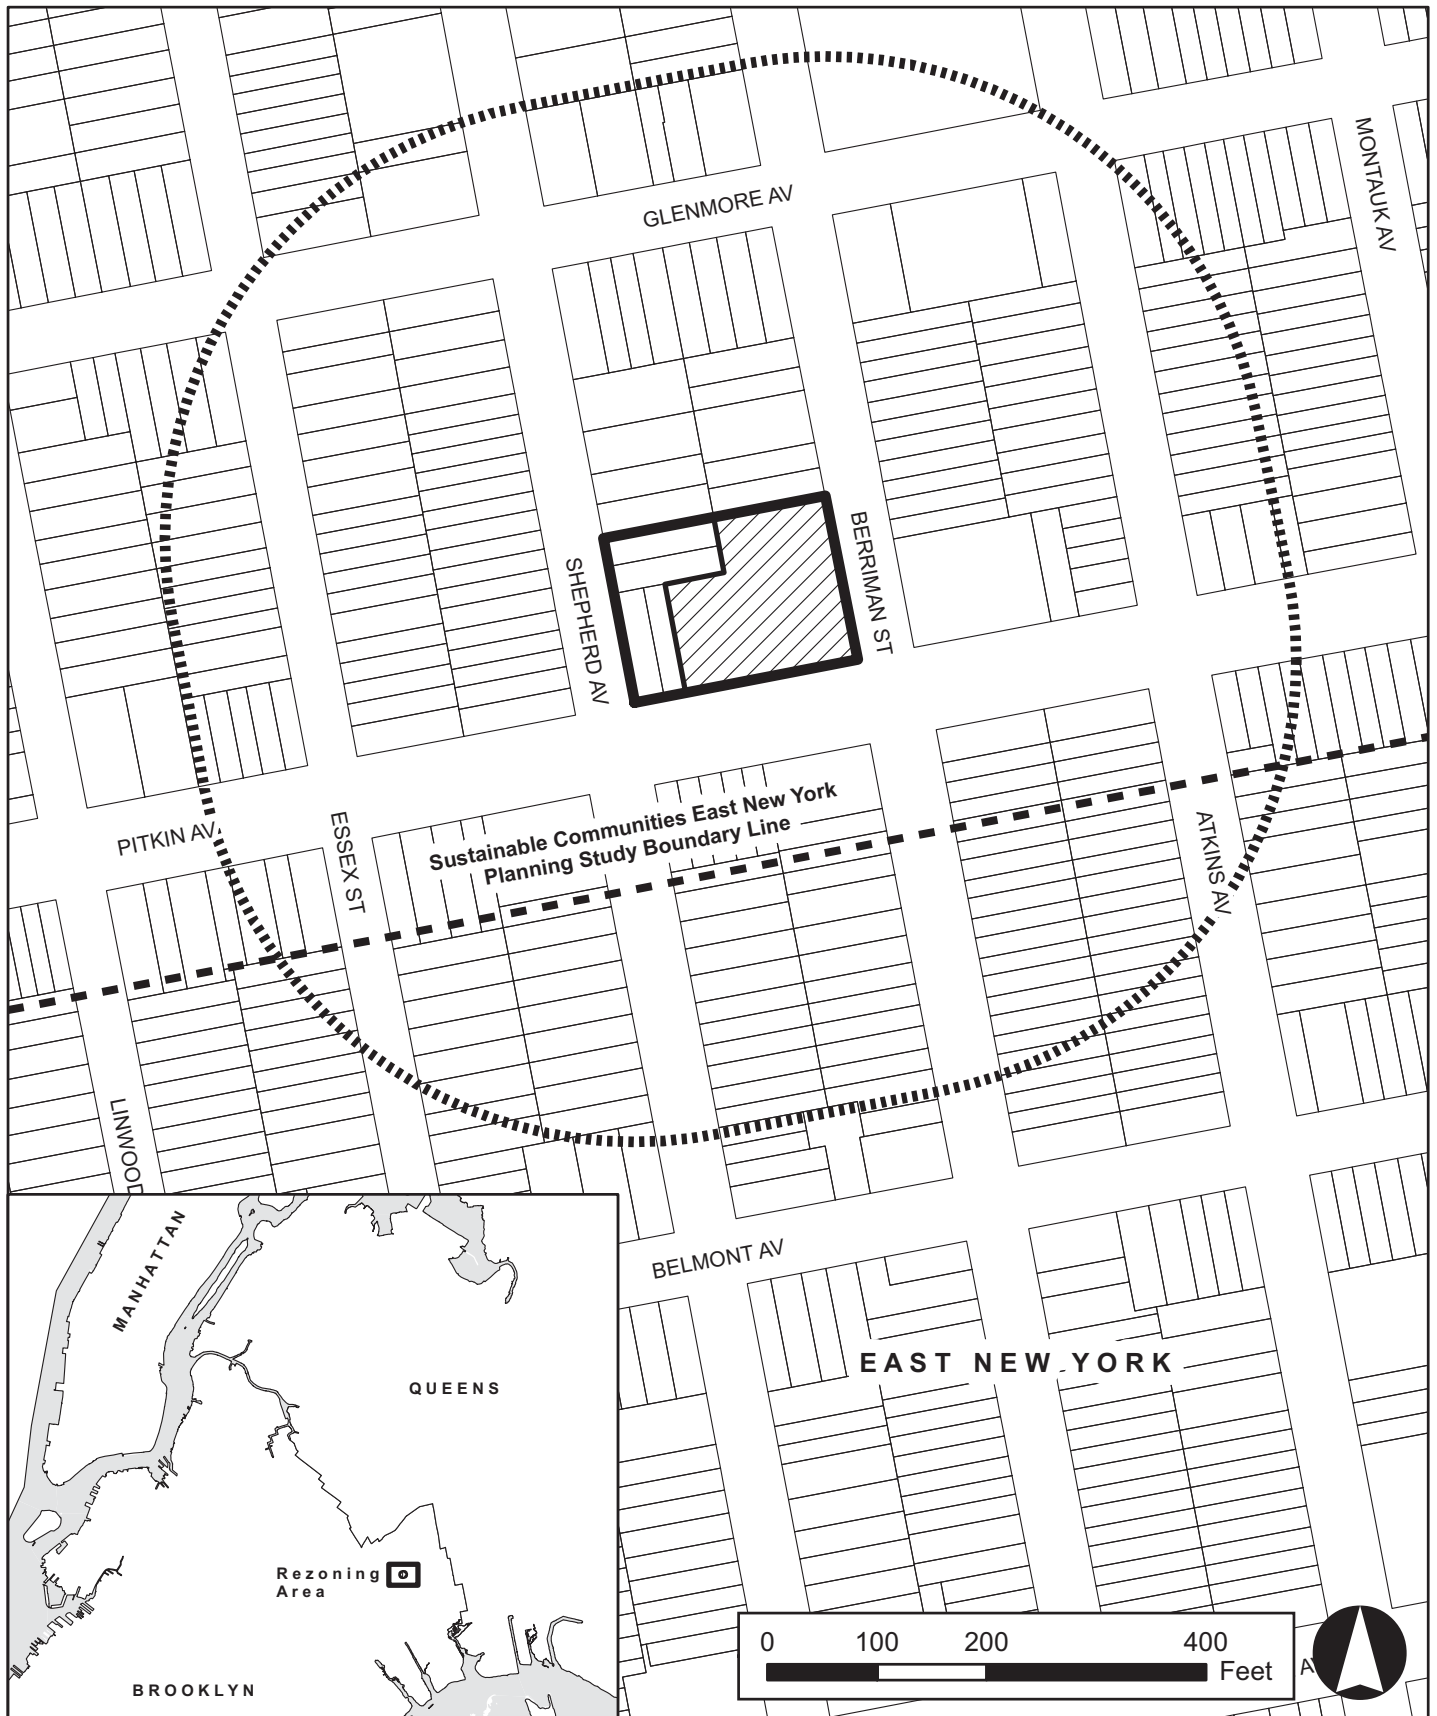 MONTAUK AV
GLENMORE AV
BERRIMAN ST
SHEPHERD AV
Sustainable Communities East New York
Planning Study Boundary Line
PITKIN AV
ESSEX ST
ATKINS AV
LINWOOD
BELMONT AV
EAST NEW YORK
MANHATTAN
QUEENS
Rezoning
Area
BROOKLYN
0 100 200 400
Feet
AV